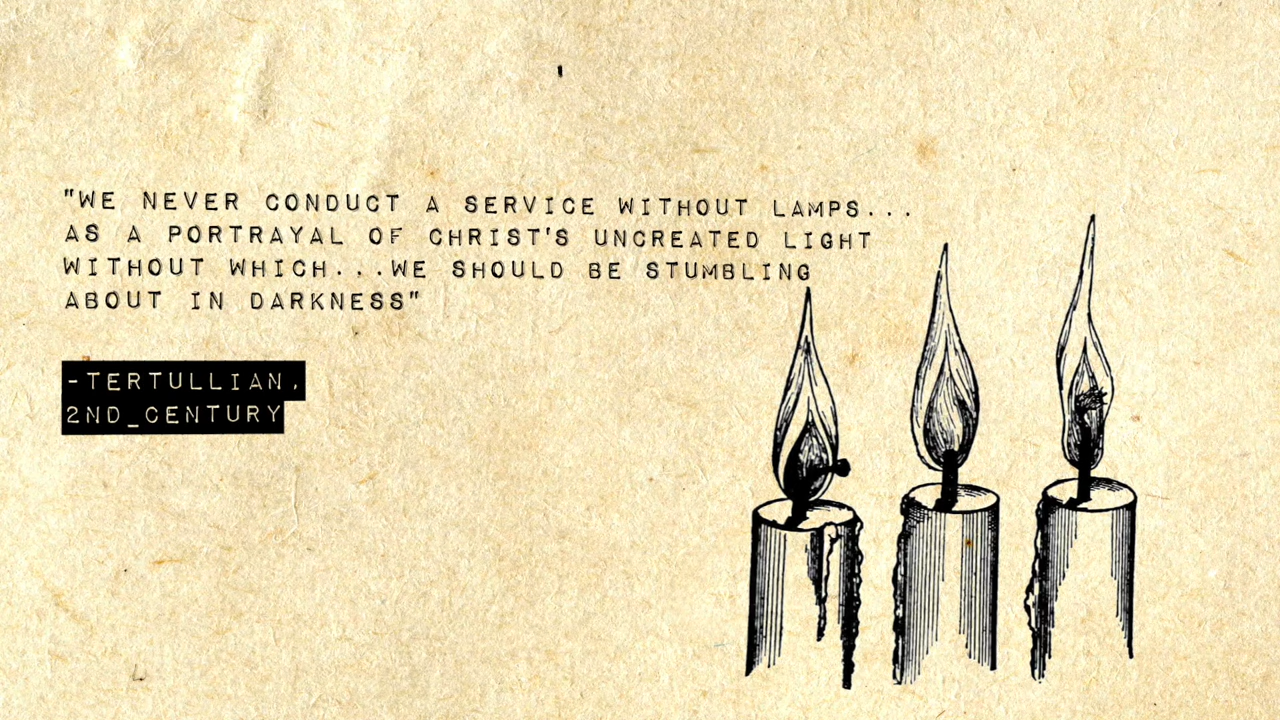 "WE NEVER CONDUCT A SERVICE WITHOUT LAMPS...
AS A PORTRAYAL OF CHRIST'S UNCREATED LIGHT
WITHOUT WHICH...WE SHOULD BE STUMBLING
ABOUT IN DARKNESS"
-TERTULLIAN,
2ND_CENTURY